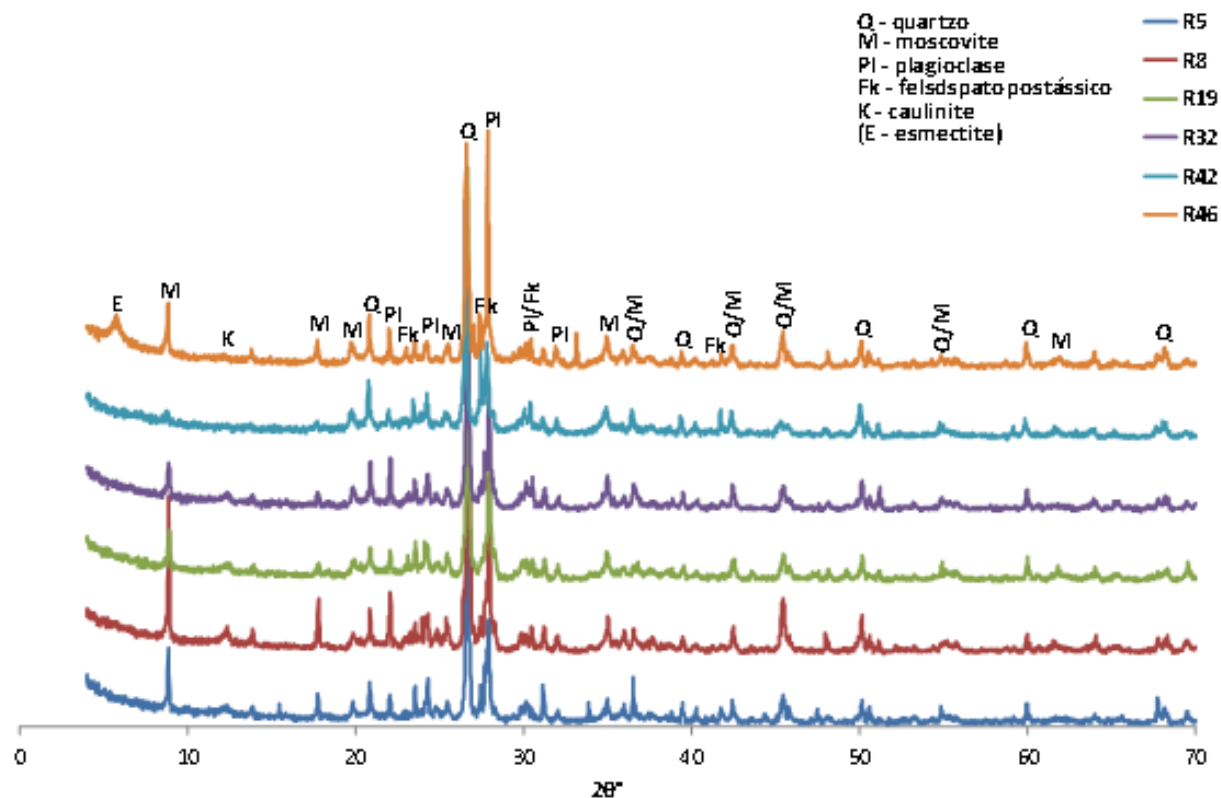 Q - quartzo
M - moscovite
Pl - plagioclase
Fk - felsdspato postássico
K - caulinite
(E - esmectite)
R5
R8
R19
R32
R42
R46
E
M
K
M
M
Q
Pl
Fk
Pl
M
Q
Pl
Fk
Pl/Fk
Pl
M
Q/M
Q
Fk
Q/M
Q/M
Q
Q/M
Q
M
Q
0
10
20
30
40
50
60
70
2θ°